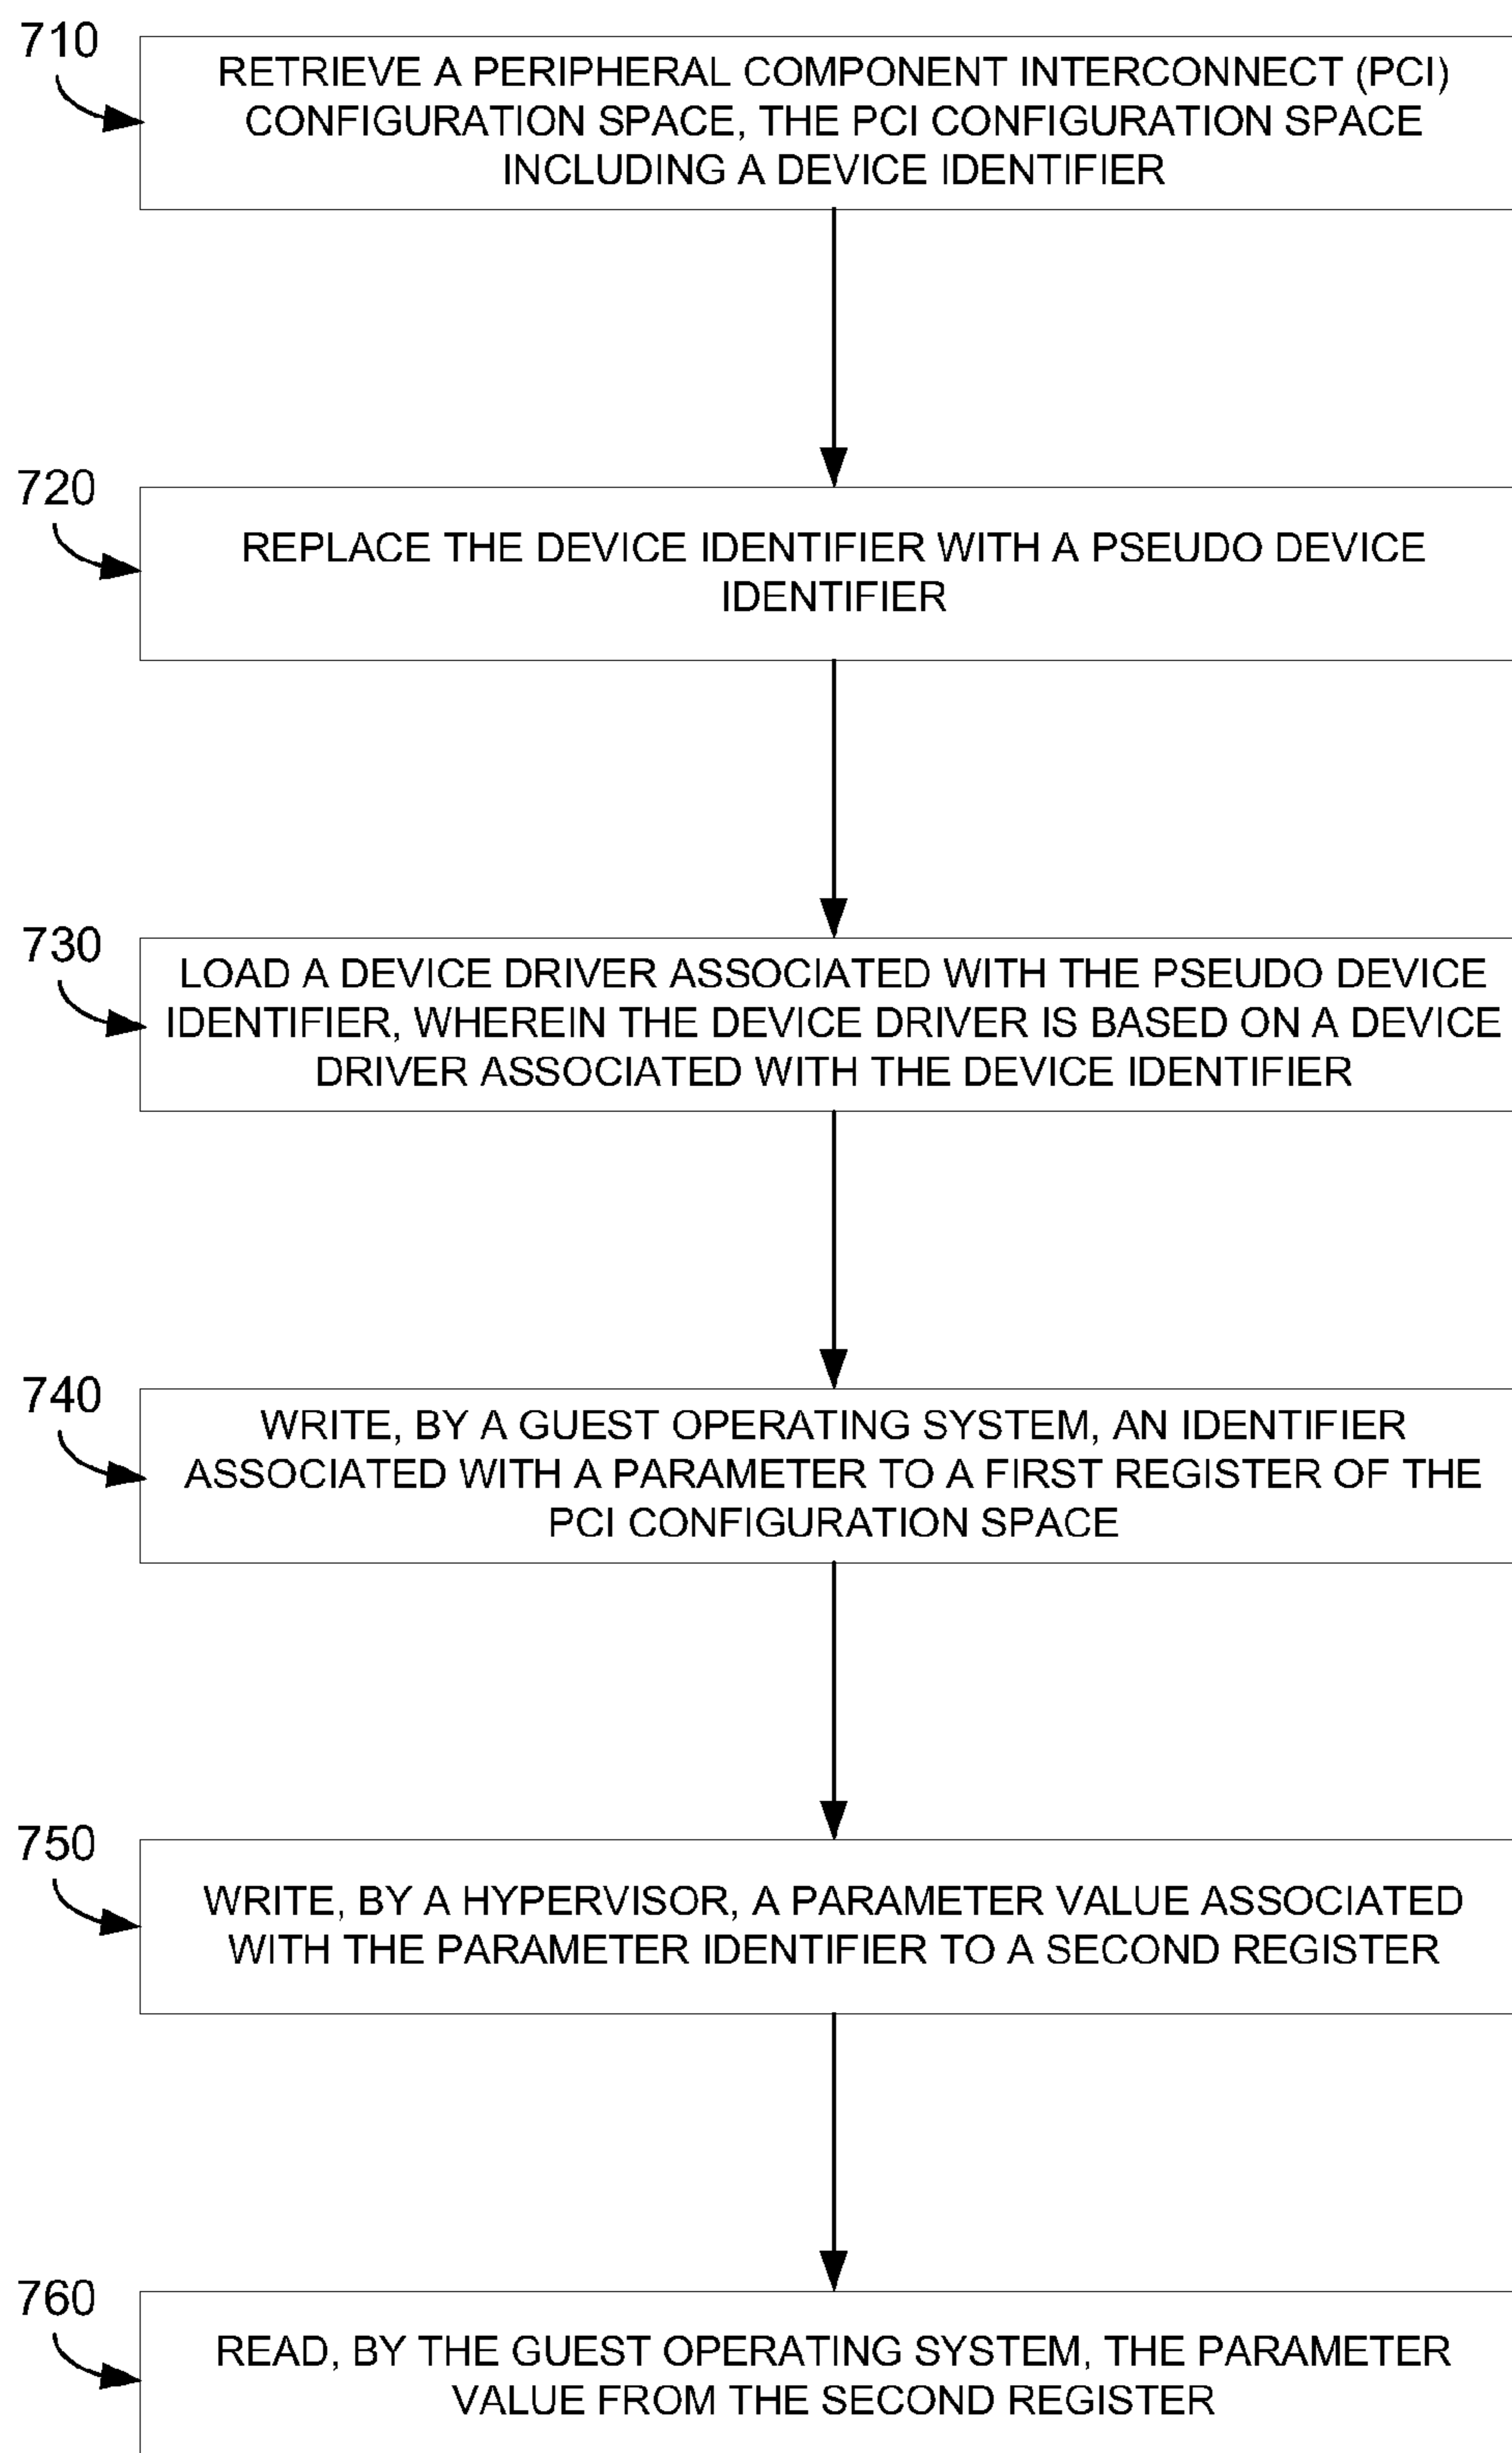 710
RETRIEVE A PERIPHERAL COMPONENT INTERCONNECT (PCI)
CONFIGURATION SPACE, THE PCI CONFIGURATION SPACE
INCLUDING A DEVICE IDENTIFIER
720
REPLACE THE DEVICE IDENTIFIER WITH A PSEUDO DEVICE
IDENTIFIER
730
LOAD A DEVICE DRIVER ASSOCIATED WITH THE PSEUDO DEVICE
IDENTIFIER, WHEREIN THE DEVICE DRIVER IS BASED ON A DEVICE
DRIVER ASSOCIATED WITH THE DEVICE IDENTIFIER
740
WRITE, BY A GUEST OPERATING SYSTEM, AN IDENTIFIER
ASSOCIATED WITH A PARAMETER TO A FIRST REGISTER OF THE
PCI CONFIGURATION SPACE
750
WRITE, BY A HYPERVISOR, A PARAMETER VALUE ASSOCIATED
WITH THE PARAMETER IDENTIFIER TO A SECOND REGISTER
760
READ, BY THE GUEST OPERATING SYSTEM, THE PARAMETER
VALUE FROM THE SECOND REGISTER